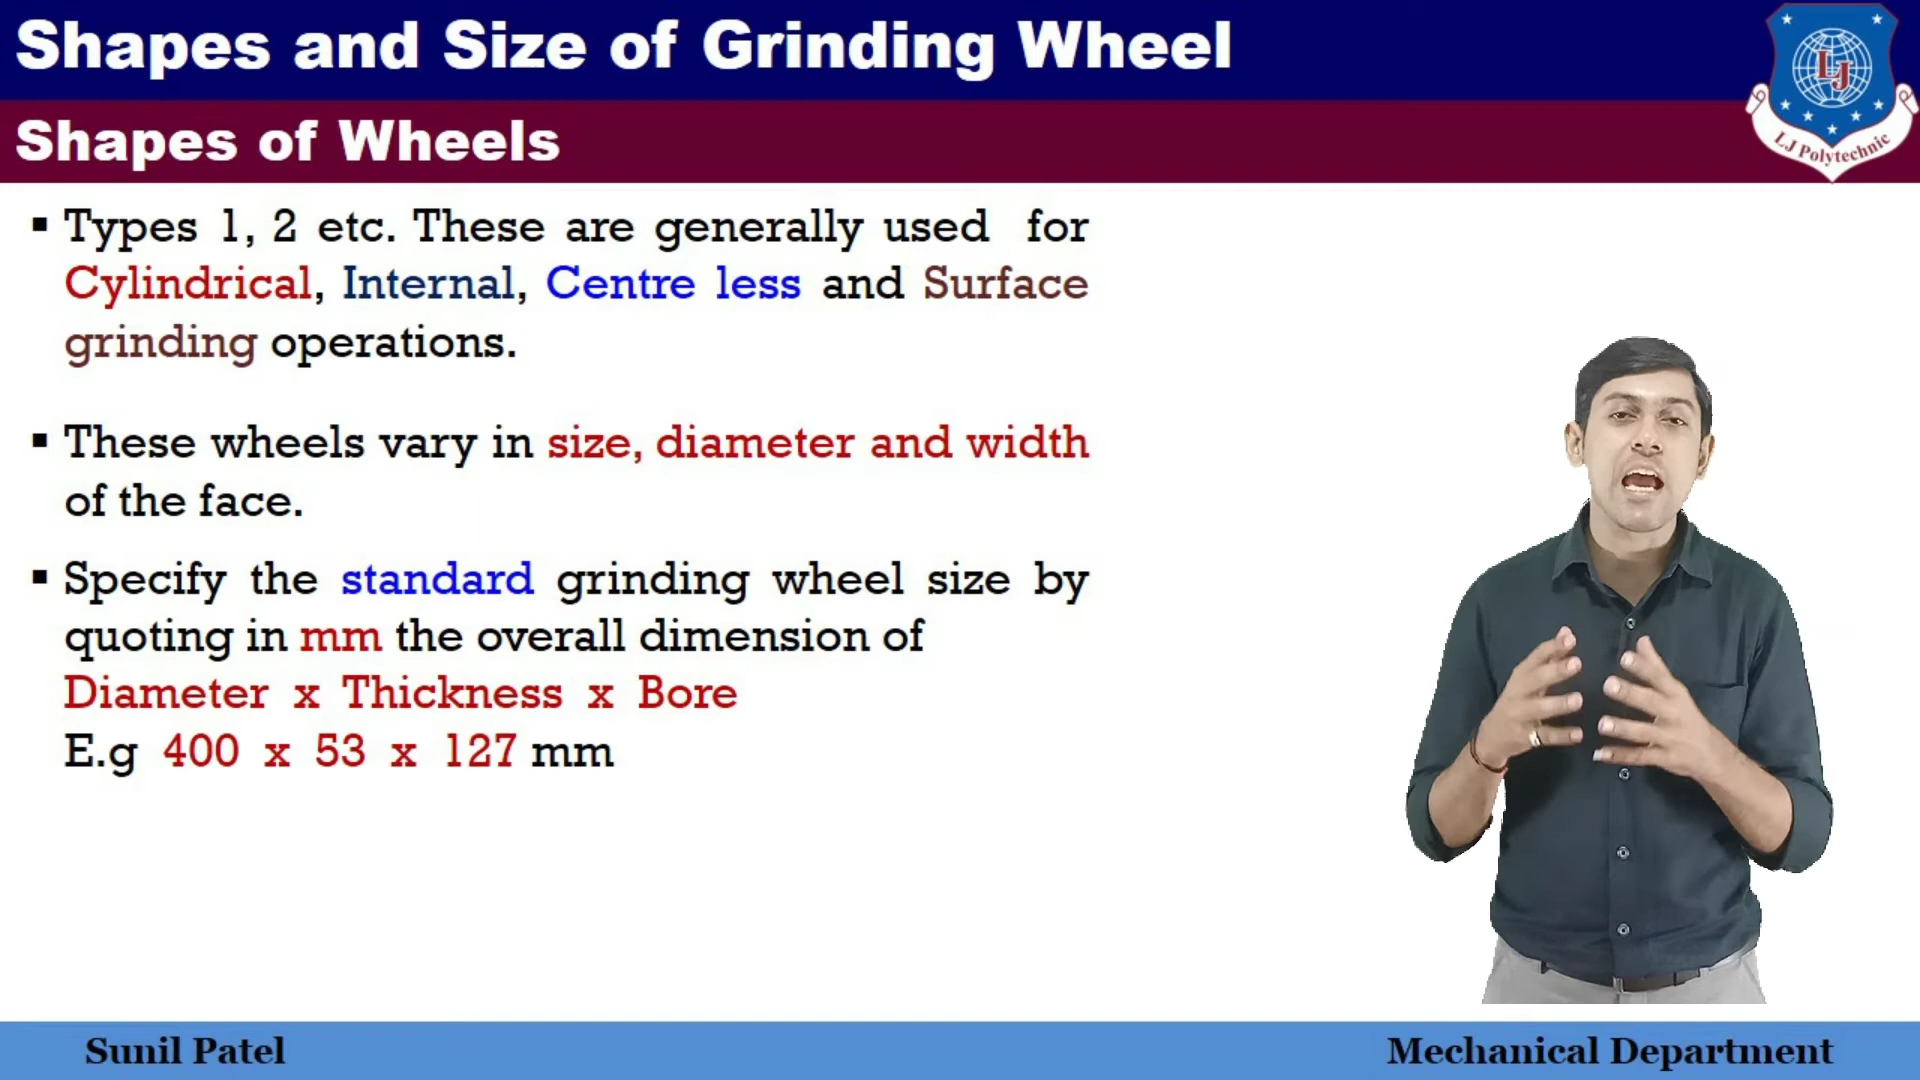 Shapes and Size of Grinding Wheel
Shapes of Wheels
LJ
LJ Polytechnic
▪ Types 1, 2 etc. These are generally used for
Cylindrical, Internal, Centre less and Surface
grinding operations.
▪ These wheels vary in size, diameter and width
of the face.
▪ Specify the standard grinding wheel size by
quoting in mm the overall dimension of
Diameter x Thickness x Bore
E.g 400 x 53 x 127 mm
Sunil Patel
Mechanical Department